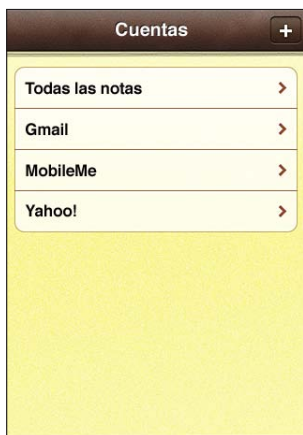 Cuentas +
Todas las notas
Gmail
MobileMe
Yahoo!